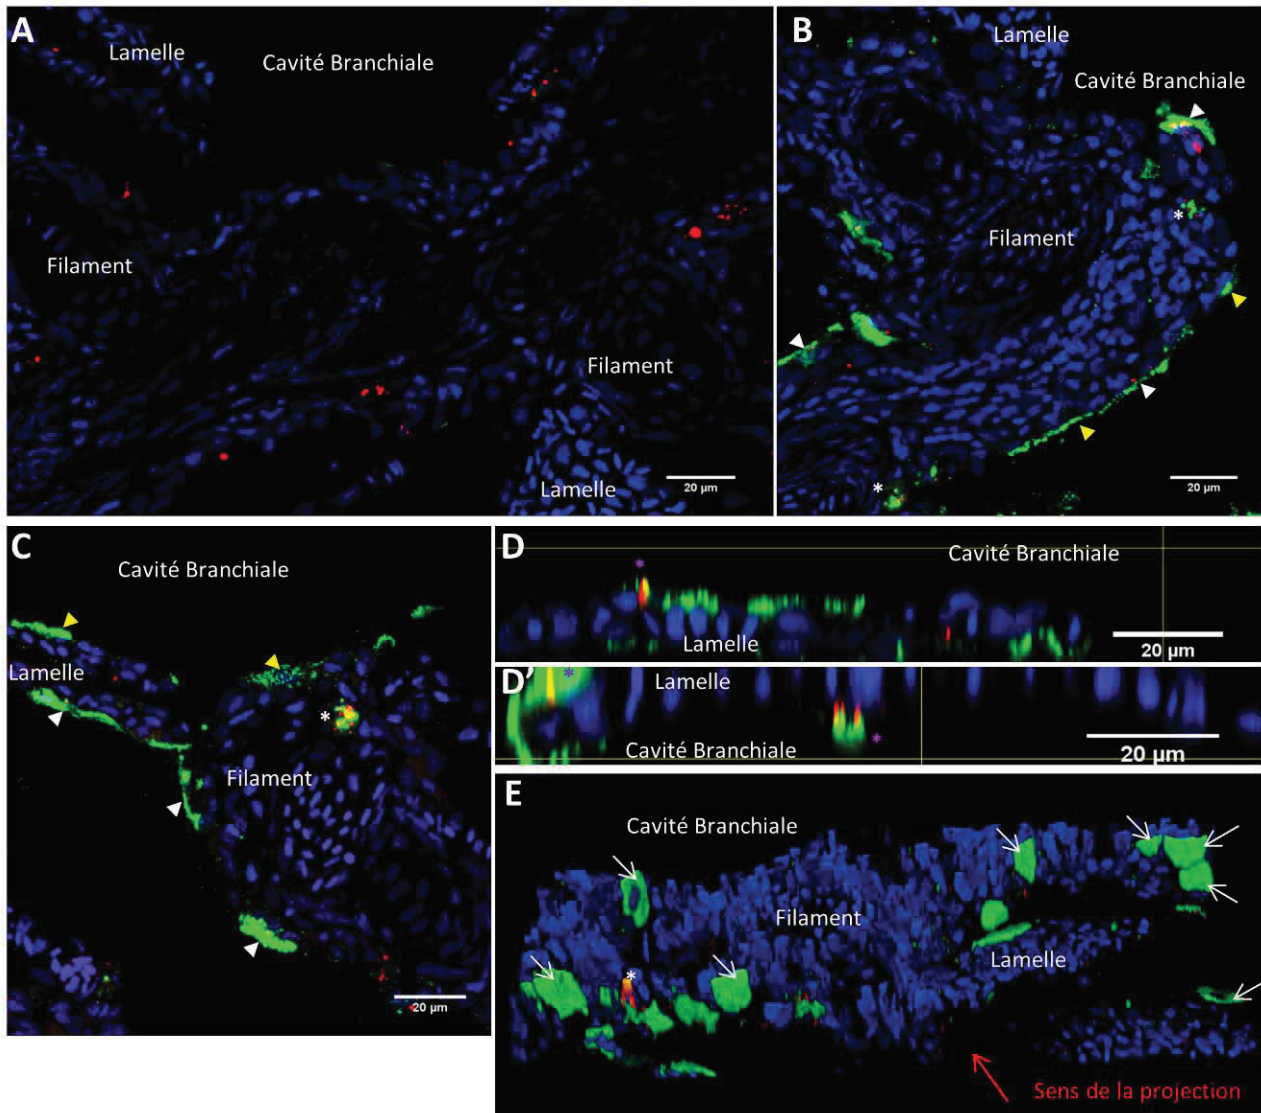 A
Lamelle
Cavité Branchiale
Filament
Filament
Lamelle
20 µm
B
Lamelle
Cavité Branchiale
*
Filament
*
20 µm
C
Cavité Branchiale
Lamelle
*
Filament
20 µm
D
*
Cavité Branchiale
Lamelle
20 µm
D'
*
Lamelle
*
Cavité Branchiale
20 µm
E
Cavité Branchiale
Filament
*
Lamelle
Sens de la projection